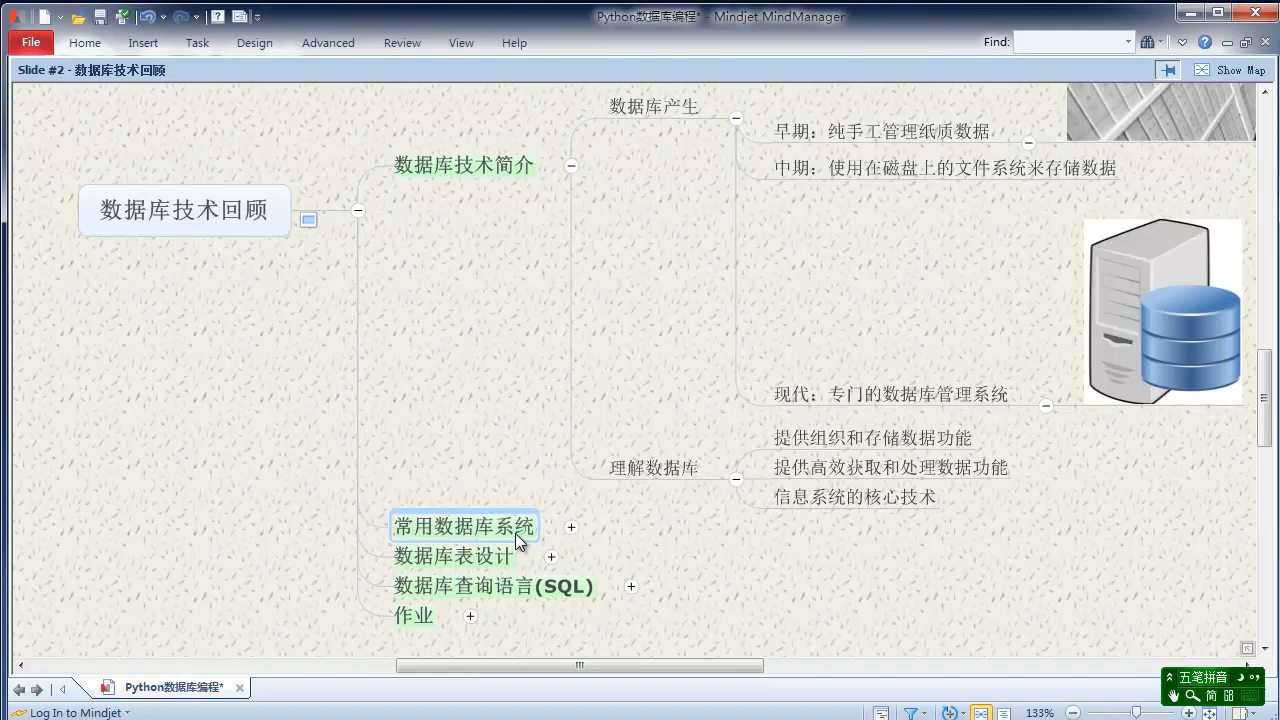 Python数据库编程* - Mindjet MindManager
File Home Insert Task Design Advanced Review View Help Find:
Slide #2 - 数据库技术回顾 Show Map
数据库产生
早期：纯手工管理纸质数据
数据库技术简介
中期：使用在磁盘上的文件系统来存储数据
数据库技术回顾
现代：专门的数据库管理系统
提供组织和存储数据功能
理解数据库
提供高效获取和处理数据功能
信息系统的核心技术
常用数据库系统
数据库表设计
数据库查询语言(SQL)
作业
五笔拼音
简
Python数据库编程*
Log In to Mindjet 133%